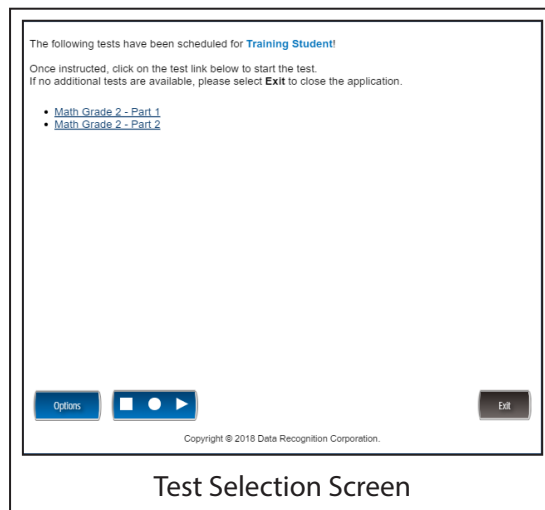 The following tests have been scheduled for Training Student!
Once instructed, click on the test link below to start the test.
If no additional tests are available, please select Exit to close the application.
• Math Grade 2 - Part 1
• Math Grade 2 - Part 2
Options
Exit
Copyright © 2018 Data Recognition Corporation.
Test Selection Screen